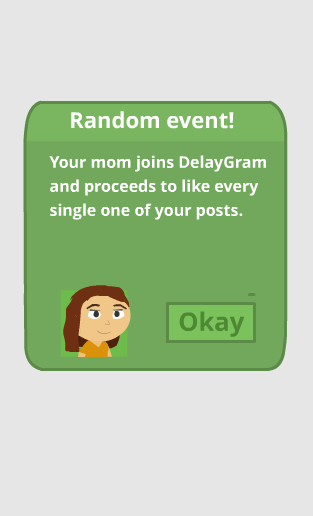 Random event!
Your mom joins DelayGram
and proceeds to like every
single one of your posts.
Okay